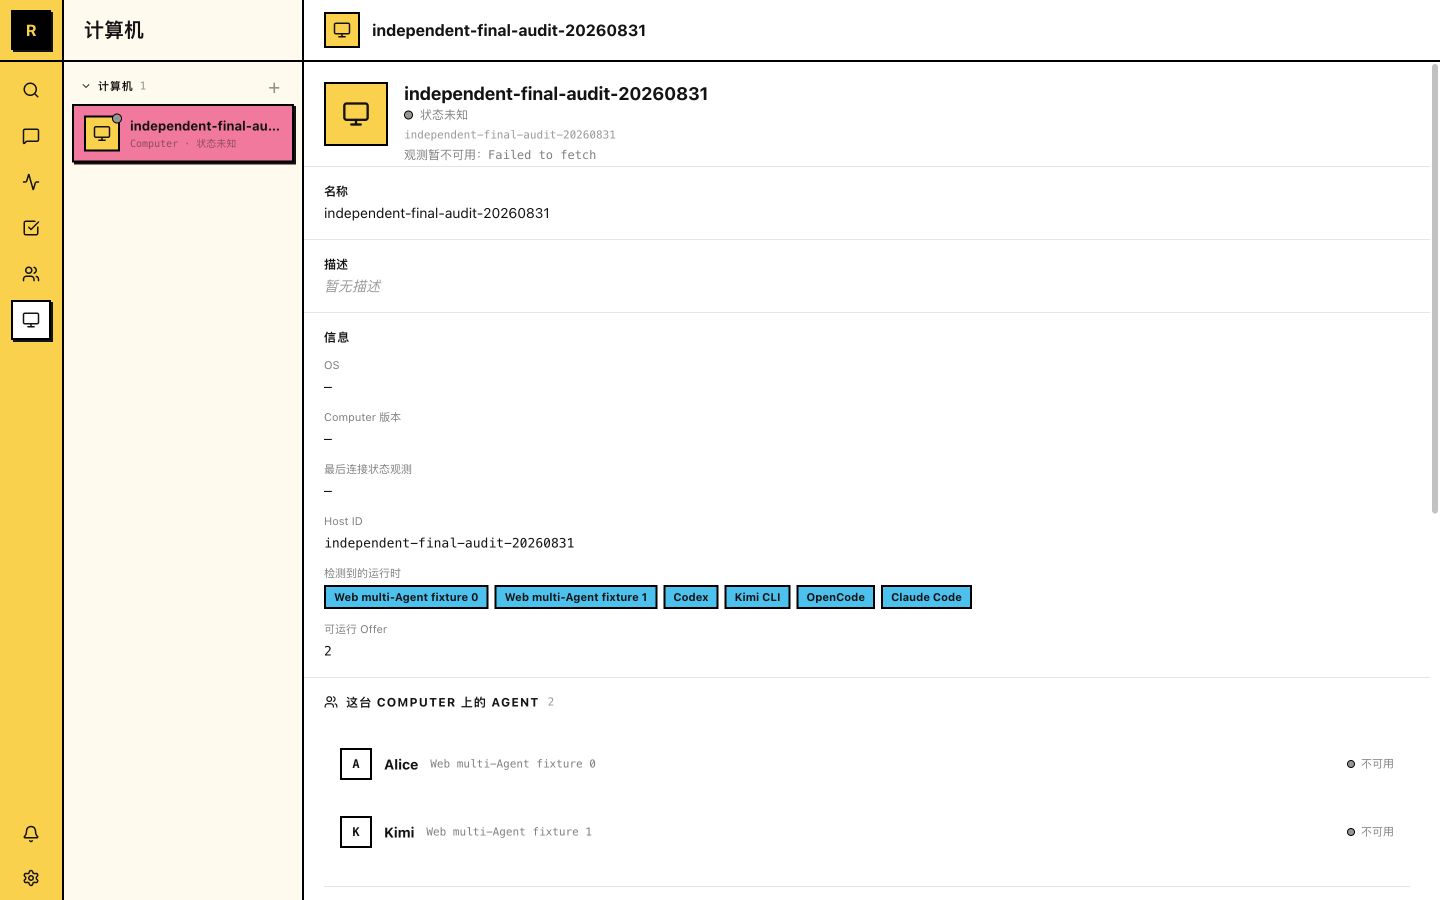 R
计算机
independent-final-audit-20260831
计算机 1
independent-final-au...
Computer · 状态未知
independent-final-audit-20260831
状态未知
independent-final-audit-20260831
观测暂不可用: Failed to fetch
名称
independent-final-audit-20260831
描述
暂无描述
信息
OS
—
Computer 版本
—
最后连接状态观测
—
Host ID
independent-final-audit-20260831
检测到的运行时
Web multi-Agent fixture 0 Web multi-Agent fixture 1 Codex Kimi CLI OpenCode Claude Code
可运行 Offer
2
这台 COMPUTER 上的 AGENT 2
A Alice Web multi-Agent fixture 0 不可用
K Kimi Web multi-Agent fixture 1 不可用